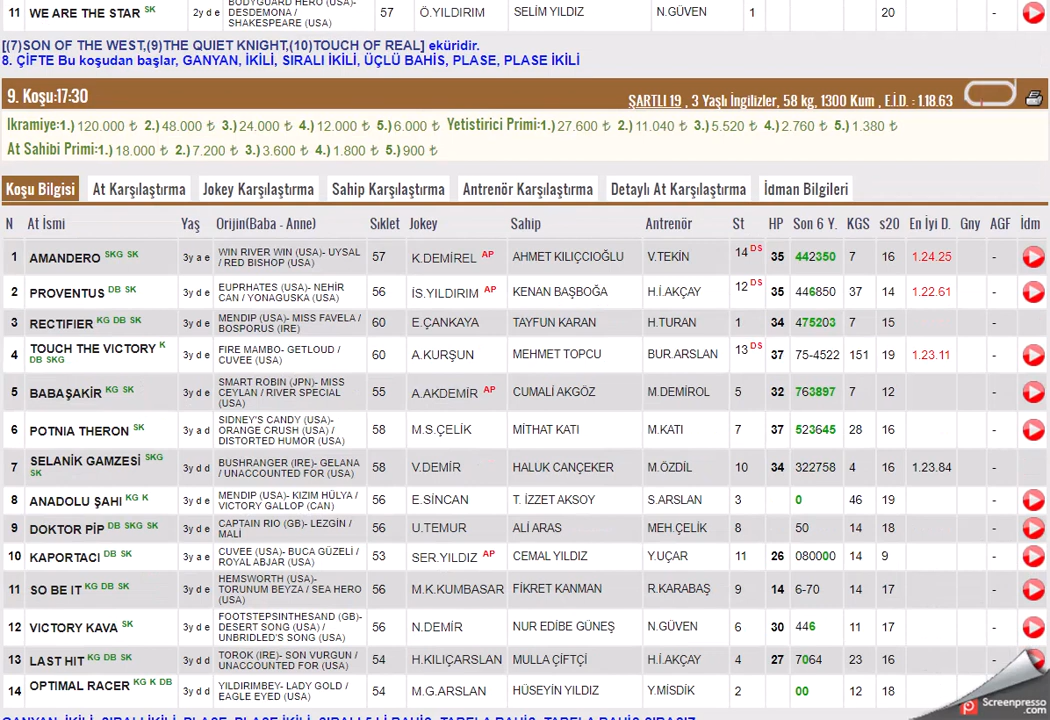 BODYGUARD HERO (USA)-
11 WE ARE THE STAR SK 2y d e DESDEMONA / 57 Ö.YILDIRIM SELİM YILDIZ N.GÜVEN 1 20 -
SHAKESPEARE (USA)
[(7)SON OF THE WEST,(9)THE QUIET KNIGHT,(10)TOUCH OF REAL] eküridir.
8. ÇİFTE Bu koşudan başlar, GANYAN, İKİLİ, SIRALI İKİLİ, ÜÇLÜ BAHİS, PLASE, PLASE İKİLİ
9. Koşu:17:30 ŞARTLI 19 , 3 Yaşlı İngilizler, 58 kg, 1300 Kum , E.İ.D. : 1.18.63
Ikramiye:1.) 120.000 ₺ 2.) 48.000 ₺ 3.) 24.000 ₺ 4.) 12.000 ₺ 5.) 6.000 ₺ Yetistirici Primi:1.) 27.600 ₺ 2.) 11.040 ₺ 3.) 5.520 ₺ 4.) 2.760 ₺ 5.) 1.380 ₺
At Sahibi Primi:1.) 18.000 ₺ 2.) 7.200 ₺ 3.) 3.600 ₺ 4.) 1.800 ₺ 5.) 900 ₺
Koşu Bilgisi At Karşılaştırma Jokey Karşılaştırma Sahip Karşılaştırma Antrenör Karşılaştırma Detaylı At Karşılaştırma İdman Bilgileri
N At İsmi Yaş Orijin(Baba - Anne) Sıklet Jokey Sahip Antrenör St HP Son 6 Y. KGS s20 En İyi D. Gny AGF İdm
1 AMANDERO SKG SK 3y a e WIN RIVER WIN (USA)- UYSAL 57 K.DEMİREL AP AHMET KILIÇCIOĞLU V.TEKİN 14 DS 35 442350 7 16 1.24.25 -
/ RED BISHOP (USA)
2 PROVENTUS DB SK 3y d e EUPRHATES (USA)- NEHİR 56 İS.YILDIRIM AP KENAN BAŞBOĞA H.İ.AKÇAY 12 DS 35 446850 37 14 1.22.61 -
CAN / YONAGUSKA (USA)
3 RECTIFIER KG DB SK 3y d e MENDIP (USA)- MISS FAVELA / 60 E.ÇANKAYA TAYFUN KARAN H.TURAN 1 34 475203 7 15 -
BOSPORUS (IRE)
4 TOUCH THE VICTORY K 3y d e FIRE MAMBO- GETLOUD / 60 A.KURŞUN MEHMET TOPCU BUR.ARSLAN 13 DS 37 75-4522 151 19 1.23.11 -
DB SKG CUVEE (USA)
5 BABAŞAKİR KG SK 3y d e SMART ROBIN (JPN)- MISS 55 A.AKDEMİR AP CUMALİ AKGÖZ M.DEMİROL 5 32 763897 7 12 -
CEYLAN / RIVER SPECIAL
(USA)
6 POTNIA THERON SK 3y a d SIDNEY'S CANDY (USA)- 58 M.S.ÇELİK MİTHAT KATI M.KATI 7 37 523645 28 16 -
ORANGE CRUSH (USA) /
DISTORTED HUMOR (USA)
7 SELANİK GAMZESİ SKG 3y d d BUSHRANGER (IRE)- GELANA 58 V.DEMİR HALUK CANÇEKER M.ÖZDİL 10 34 322758 4 16 1.23.84 -
SK / UNACCOUNTED FOR (USA)
8 ANADOLU ŞAHI KG K 3y d e MENDIP (USA)- KIZIM HÜLYA / 56 E.SİNCAN T. İZZET AKSOY S.ARSLAN 3 0 46 19 -
VICTORY GALLOP (CAN)
9 DOKTOR PİP DB SKG SK 3y d e CAPTAIN RIO (GB)- LEZGİN / 56 U.TEMUR ALİ ARAS MEH.ÇELİK 8 50 14 18 -
MALI
10 KAPORTACI DB SK 3y a e CUVEE (USA)- BUCA GÜZELİ / 53 SER.YILDIZ AP CEMAL YILDIZ Y.UÇAR 11 26 080000 14 9 -
ROYAL ABJAR (USA)
11 SO BE IT KG DB SK 3y d e HEMSWORTH (USA)- 56 M.K.KUMBASAR FİKRET KANMAN R.KARABAŞ 9 14 6-70 14 17 -
TORUNUM BEYZA / SEA HERO
(USA)
12 VICTORY KAVA SK 3y d e FOOTSTEPSINTHESAND (GB)- 56 N.DEMİR NUR EDİBE GÜNEŞ N.GÜVEN 6 30 446 11 17 -
DESERT SONG (USA) /
UNBRIDLED'S SONG (USA)
13 LAST HIT KG DB SK 3y d d TOROK (IRE)- SON VURGUN / 54 H.KILIÇARSLAN MULLA ÇİFTÇİ H.İ.AKÇAY 4 27 7064 23 16 -
UNACCOUNTED FOR (USA)
14 OPTIMAL RACER KG K DB 3y d d YILDIRIMBEY- LADY GOLD / 54 M.G.ARSLAN HÜSEYİN YILDIZ Y.MİSDİK 2 00 12 18 -
EAGLE EYED (USA)
Screenpresso
.com
GANYAN, İKİLİ, SIRALI İKİLİ, PLASE, PLASE İKİLİ, SIRALI 5 Lİ BAHİS, TABELA BAHİS, TABELA BAHİS SIRASIZ